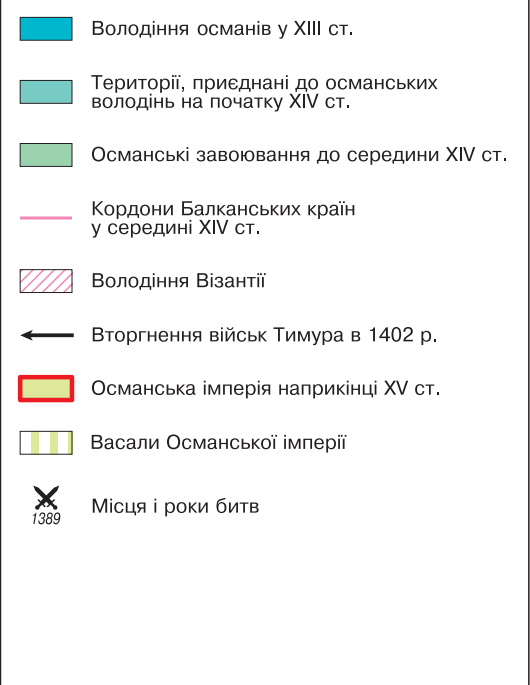 Володіння османів у XIII ст.
Території, приєднані до османських
володінь на початку XIV ст.
Османські завоювання до середини XIV ст.
Кордони Балканських країн
у середині XIV ст.
Володіння Візантії
Вторгнення військ Тимура в 1402 р.
Османська імперія наприкінці XV ст.
Васали Османської імперії
Місця і роки битв
1389